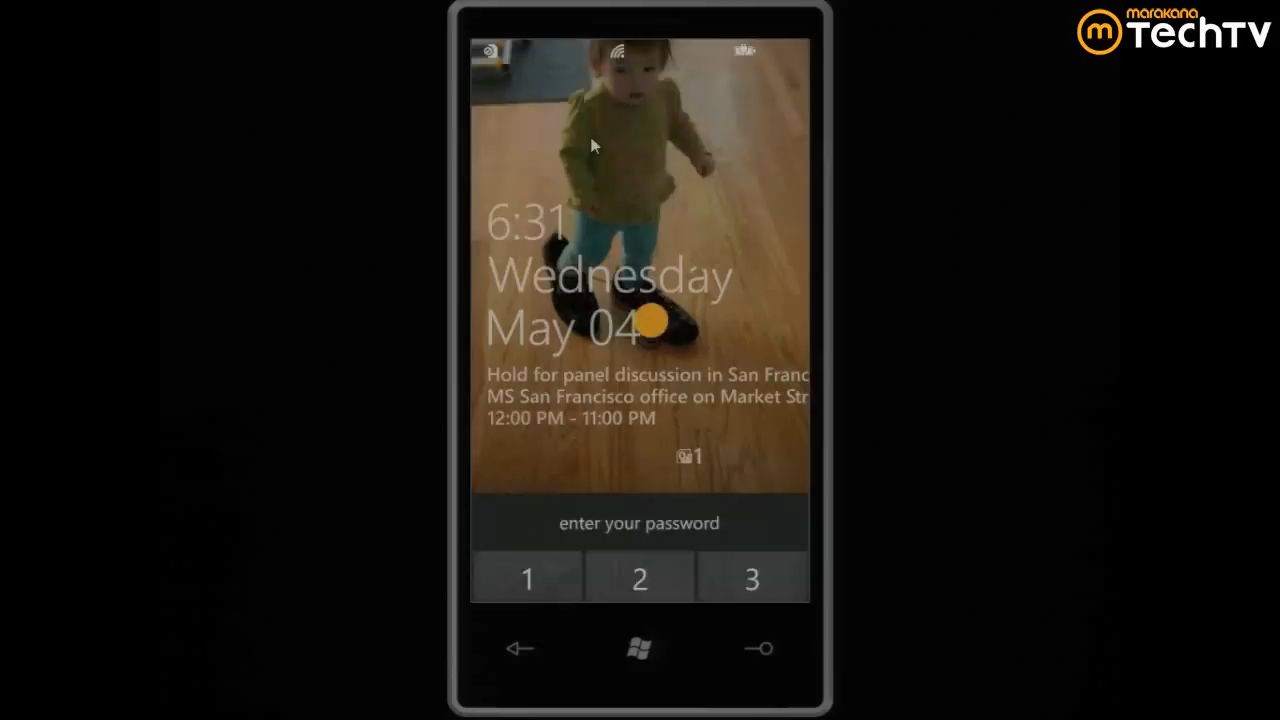 marakana
m TechTV
6:31
Wednesday
May 04
Hold for panel discussion in San Franc
MS San Francisco office on Market Str
12:00 PM - 11:00 PM
1
enter your password
1 2 3